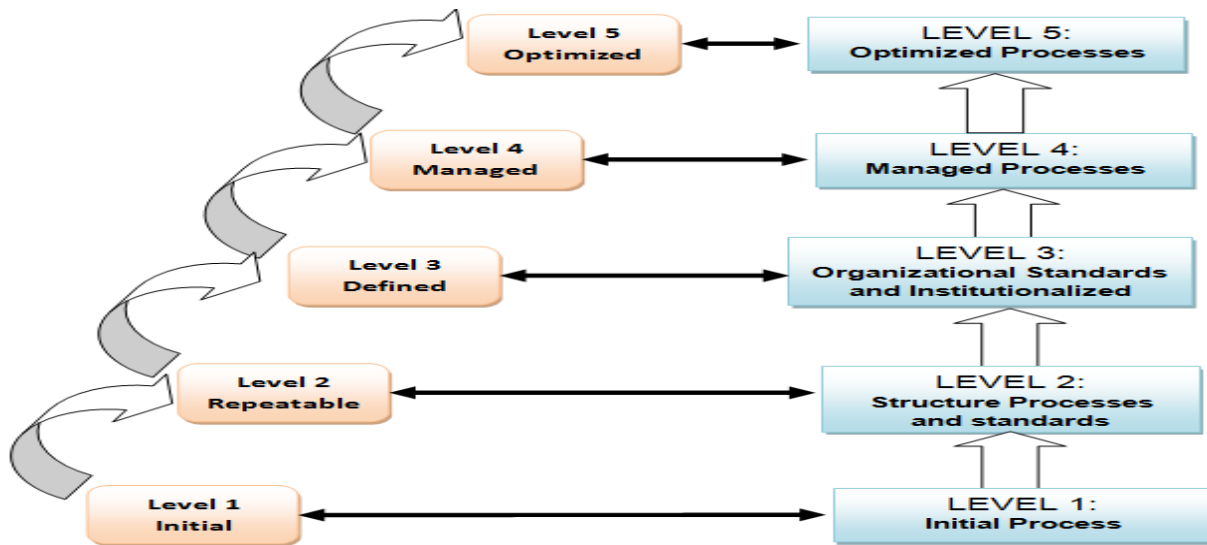 Level 5
Optimized
LEVEL 5:
Optimized Processes
Level 4
Managed
LEVEL 4:
Managed Processes
Level 3
Defined
LEVEL 3:
Organizational Standards
and Institutionalized
Level 2
Repeatable
LEVEL 2:
Structure Processes
and standards
Level 1
Initial
LEVEL 1:
Initial Process